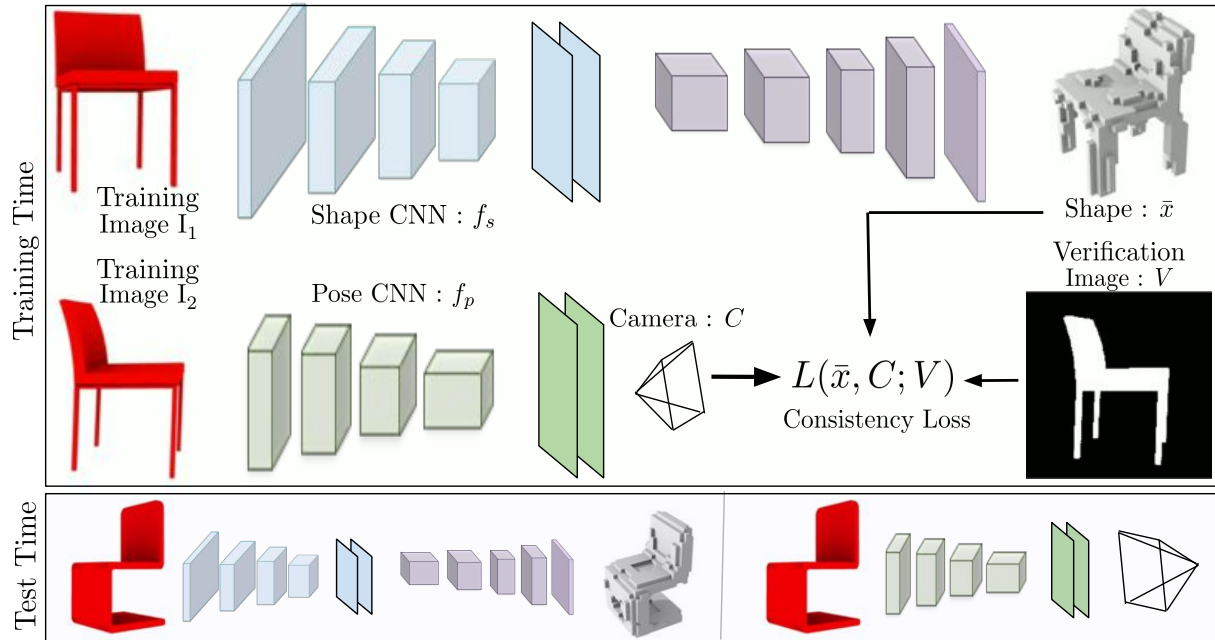 Training Time
Training
Image I₁
Shape CNN : fₛ
Shape : x̄
Training
Image I₂
Pose CNN : fₚ
Camera : C
Verification
Image : V
L(x̄, C; V)
Consistency Loss
Test Time